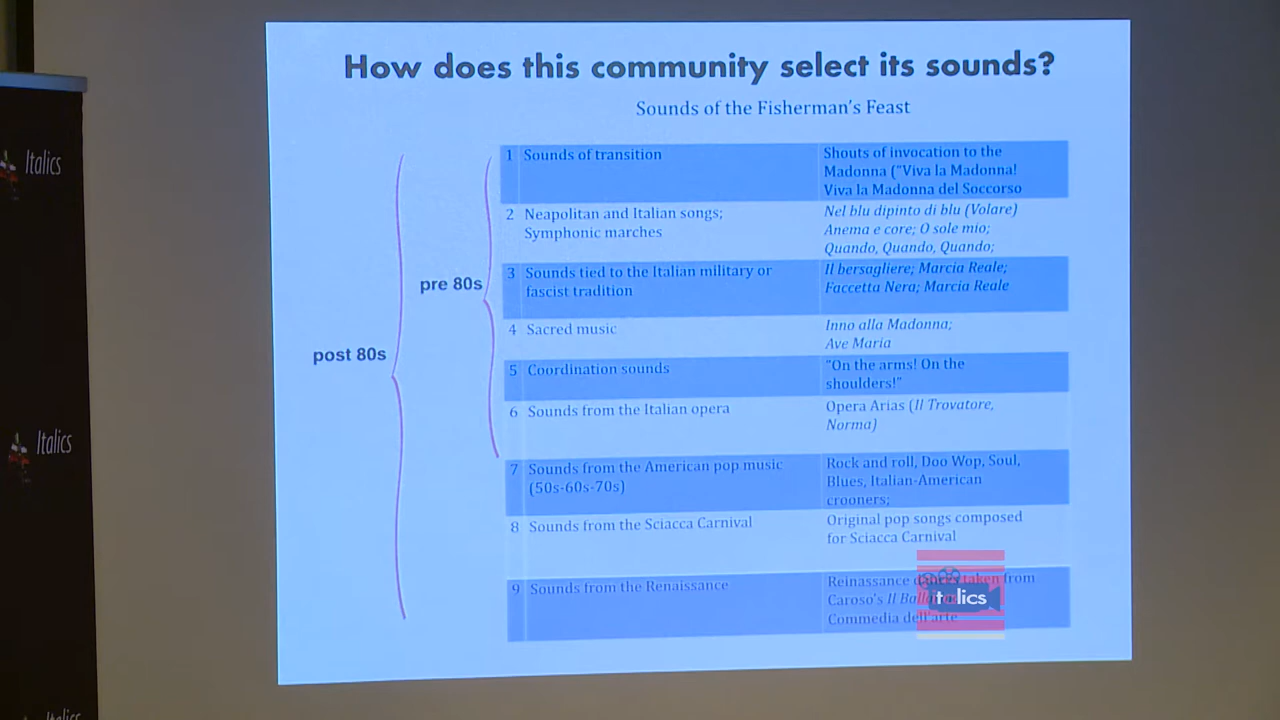 How does this community select its sounds?
Sounds of the Fisherman's Feast
1 Sounds of transition
Shouts of invocation to the
Madonna ("Viva la Madonna!
Viva la Madonna del Soccorso
2 Neapolitan and Italian songs;
Symphonic marches
Nel blu dipinto di blu (Volare)
Anema e core; O sole mio;
Quando, Quando, Quando;
3 Sounds tied to the Italian military or
fascist tradition
Il bersagliere; Marcia Reale;
Faccetta Nera; Marcia Reale
4 Sacred music
Inno alla Madonna;
Ave Maria
5 Coordination sounds
"On the arms! On the
shoulders!"
6 Sounds from the Italian opera
Opera Arias (Il Trovatore,
Norma)
7 Sounds from the American pop music
(50s-60s-70s)
Rock and roll, Doo Wop, Soul,
Blues, Italian-American
crooners;
8 Sounds from the Sciacca Carnival
Original pop songs composed
for Sciacca Carnival
9 Sounds from the Renaissance
Reinassance taken from
Caroso's Il
Commedia dell'arte
pre 80s
post 80s
Italics
Italics
Italics
italics